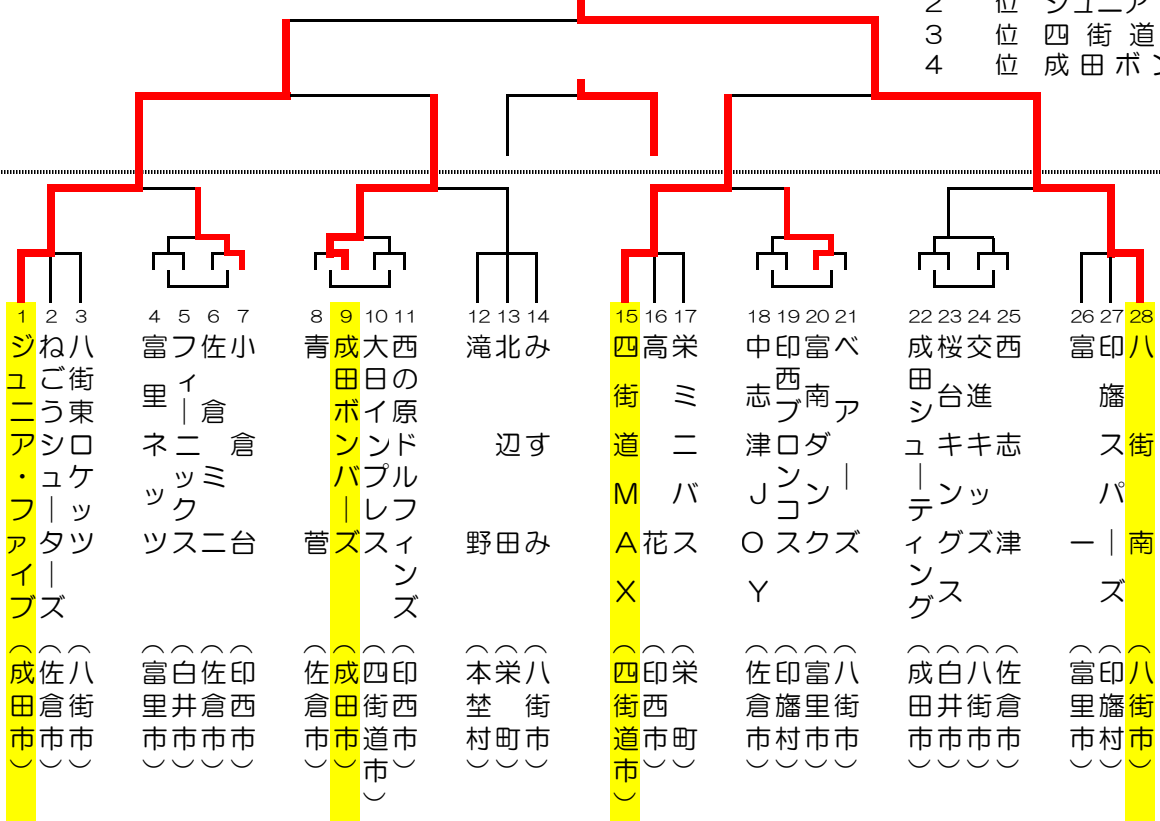 2 位 ジュニア
3 位 四 街 道
4 位 成 田 ボ
1 ジュニア・ファイブ （成田市）
2 ねごうシューターズ （佐倉市）
3 八街東ロケッツ （八街市）
4 富里ネッツ （富里市）
5 フィーニックス （白井市）
6 佐倉ミニ （佐倉市）
7 小倉台 （印西市）
8 青菅 （佐倉市）
9 成田ボンバーズ （成田市）
10 大日インプレス （四街道市）
11 西の原ドルフィンズ （印西市）
12 滝野 （本埜村）
13 北辺田 （栄町）
14 みすみ （八街市）
15 四街道ＭＡＸ （四街道市）
16 高花 （印西市）
17 栄ミニバス （栄町）
18 中志津ＪＯＹ （佐倉市）
19 印西ブロンコス （印旛村）
20 富南ダンク （富里市）
21 ベアーズ （八街市）
22 成田シューティング （成田市）
23 桜台キングス （白井市）
24 交進キッズ （八街市）
25 西志津 （佐倉市）
26 富一 （富里市）
27 印旛スパーズ （印旛村）
28 八街南 （八街市）